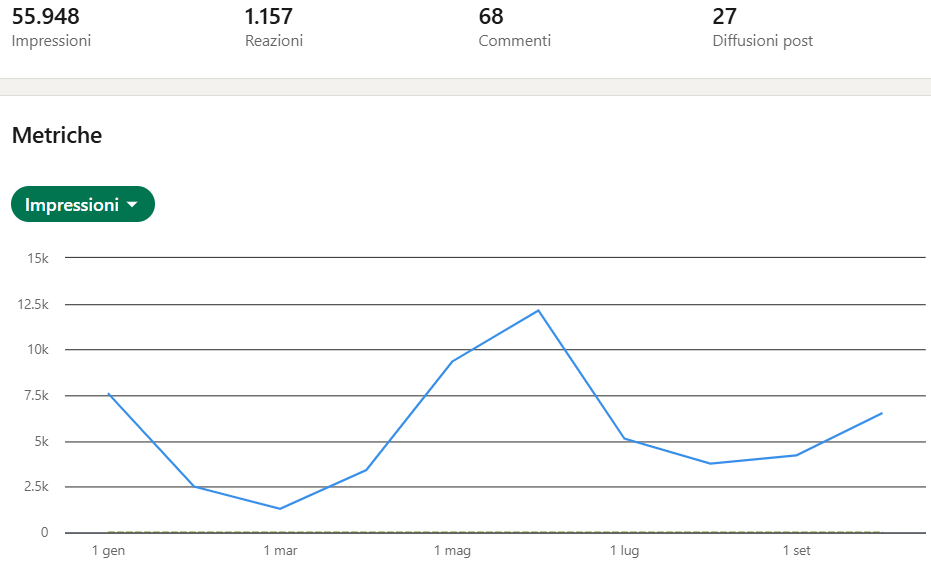 55.948 1.157 68 27
Impressioni Reazioni Commenti Diffusioni post
Metriche
Impressioni
15k
12.5k
10k
7.5k
5k
2.5k
0
1 gen 1 mar 1 mag 1 lug 1 set